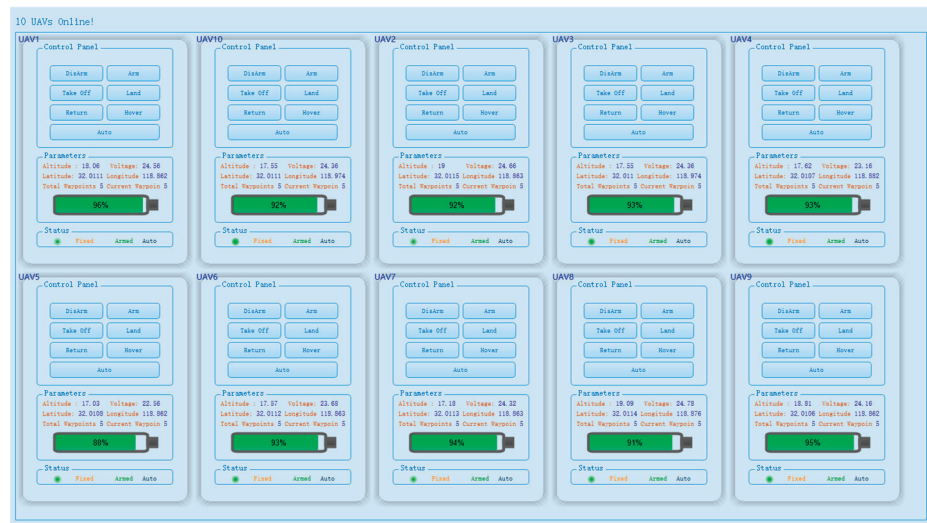 10 UAVs Online!
UAV1 UAV10 UAV2 UAV3 UAV4
Control Panel Control Panel Control Panel Control Panel Control Panel
DisArm Arm DisArm Arm DisArm Arm DisArm Arm DisArm Arm
Take Off Land Take Off Land Take Off Land Take Off Land Take Off Land
Return Hover Return Hover Return Hover Return Hover Return Hover
Auto Auto Auto Auto Auto
Parameters Parameters Parameters Parameters Parameters
Altitude : 18.06 Voltage: 24.56 Altitude : 17.55 Voltage: 24.36 Altitude : 19 Voltage: 24.66 Altitude : 17.55 Voltage: 24.36 Altitude : 17.62 Voltage: 23.16
Latitude: 32.0111 Longitude 118.862 Latitude: 32.0111 Longitude 118.974 Latitude: 32.0115 Longitude 118.863 Latitude: 32.011 Longitude 118.974 Latitude: 32.0107 Longitude 118.882
Total Waypoints 5 Current Waypoin 5 Total Waypoints 5 Current Waypoin 5 Total Waypoints 5 Current Waypoin 5 Total Waypoints 5 Current Waypoin 5 Total Waypoints 5 Current Waypoin 5
96% 92% 92% 93% 93%
Status Status Status Status Status
Fixed Armed Auto Fixed Armed Auto Fixed Armed Auto Fixed Armed Auto Fixed Armed Auto
UAV5 UAV6 UAV7 UAV8 UAV9
Control Panel Control Panel Control Panel Control Panel Control Panel
DisArm Arm DisArm Arm DisArm Arm DisArm Arm DisArm Arm
Take Off Land Take Off Land Take Off Land Take Off Land Take Off Land
Return Hover Return Hover Return Hover Return Hover Return Hover
Auto Auto Auto Auto Auto
Parameters Parameters Parameters Parameters Parameters
Altitude : 17.03 Voltage: 22.56 Altitude : 17.57 Voltage: 23.68 Altitude : 17.18 Voltage: 24.32 Altitude : 19.09 Voltage: 24.78 Altitude : 18.81 Voltage: 24.16
Latitude: 32.0108 Longitude 118.862 Latitude: 32.0112 Longitude 118.863 Latitude: 32.0113 Longitude 118.863 Latitude: 32.0114 Longitude 118.876 Latitude: 32.0106 Longitude 118.862
Total Waypoints 5 Current Waypoin 5 Total Waypoints 5 Current Waypoin 5 Total Waypoints 5 Current Waypoin 5 Total Waypoints 5 Current Waypoin 5 Total Waypoints 5 Current Waypoin 5
88% 93% 94% 91% 95%
Status Status Status Status Status
Fixed Armed Auto Fixed Armed Auto Fixed Armed Auto Fixed Armed Auto Fixed Armed Auto